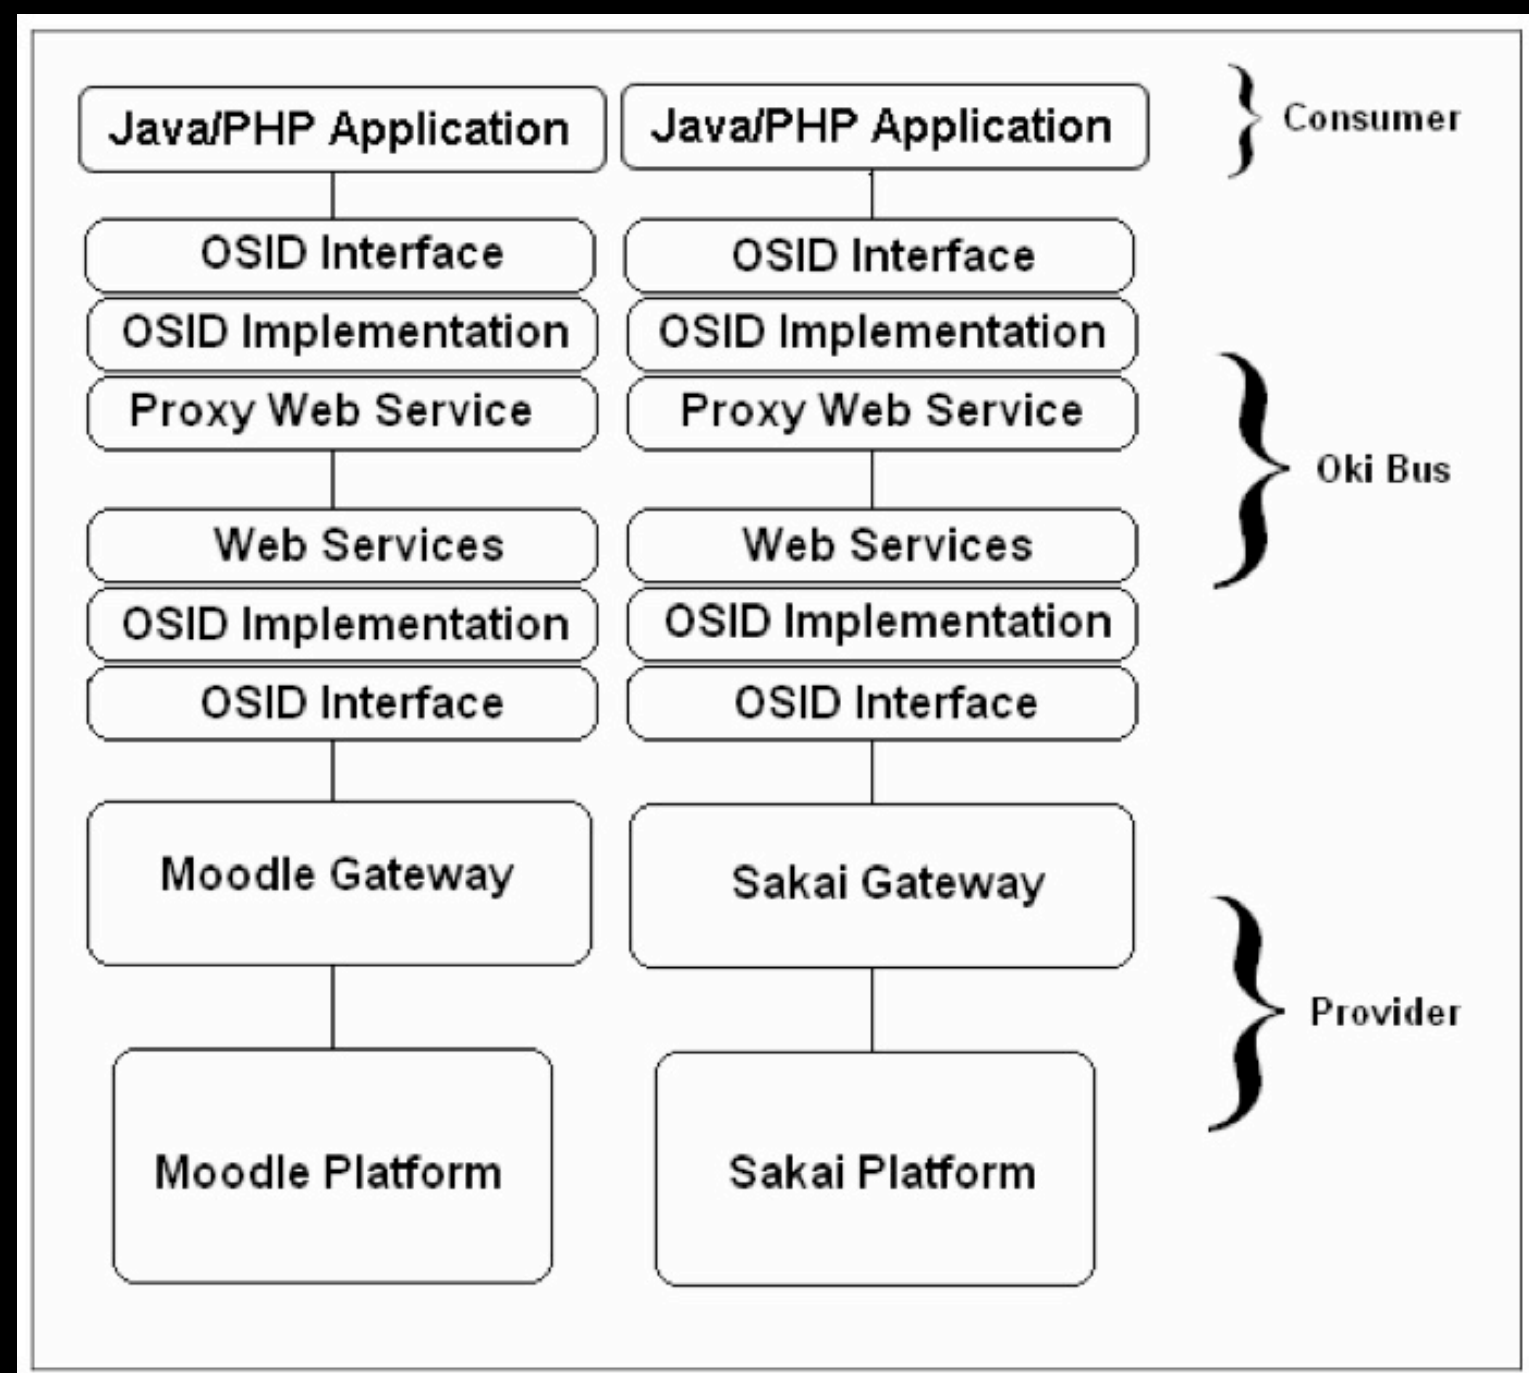 Java/PHP Application
Java/PHP Application
Consumer
OSID Interface
OSID Interface
OSID Implementation
OSID Implementation
Proxy Web Service
Proxy Web Service
Oki Bus
Web Services
Web Services
OSID Implementation
OSID Implementation
OSID Interface
OSID Interface
Moodle Gateway
Sakai Gateway
Provider
Moodle Platform
Sakai Platform